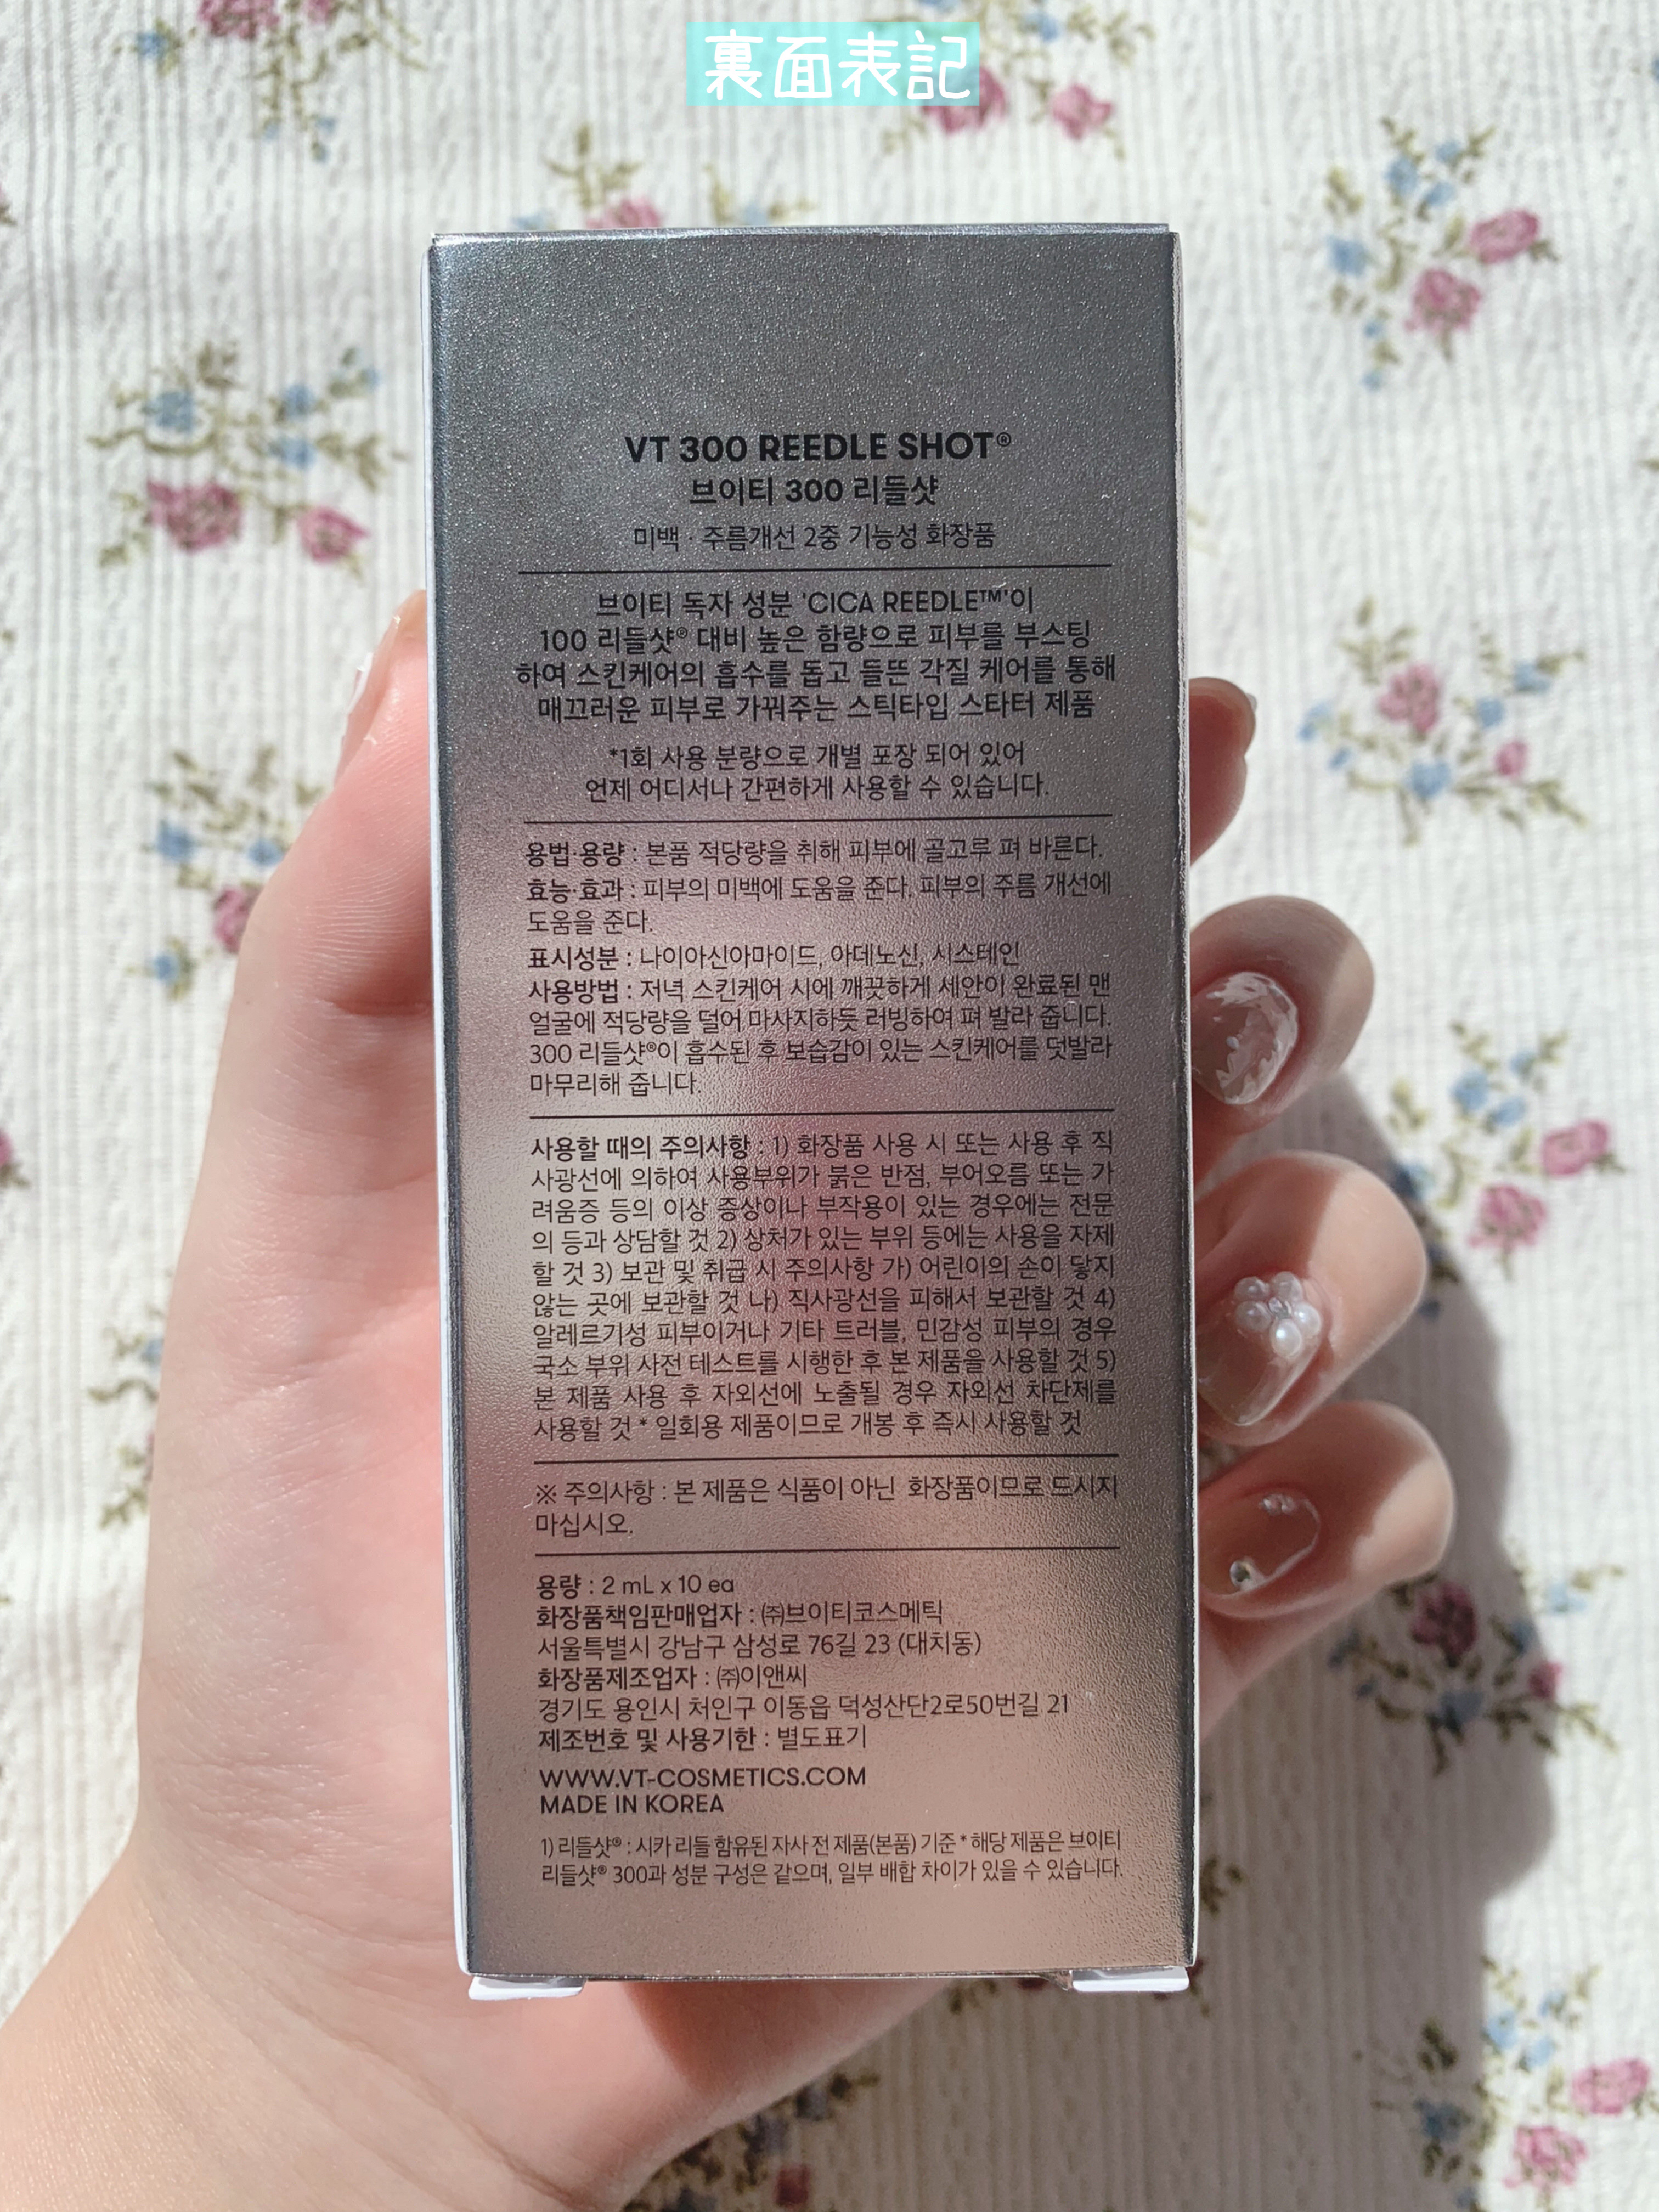 裏面表記
VT 300 REEDLE SHOT®
브이티 300 리들샷
미백 · 주름개선 2중 기능성 화장품
브이티 독자 성분 'CICA REEDLE™'이
100 리들샷® 대비 높은 함량으로 피부를 부스팅
하여 스킨케어의 흡수를 돕고 들뜬 각질 케어를 통해
매끄러운 피부로 가꿔주는 스틱타입 스타터 제품
*1회 사용 분량으로 개별 포장 되어 있어
언제 어디서나 간편하게 사용할 수 있습니다.
용법·용량 : 본품 적당량을 취해 피부에 골고루 펴 바른다.
효능·효과 : 피부의 미백에 도움을 준다. 피부의 주름 개선에
도움을 준다.
표시성분 : 나이아신아마이드, 아데노신, 시스테인
사용방법 : 저녁 스킨케어 시에 깨끗하게 세안이 완료된 맨
얼굴에 적당량을 덜어 마사지하듯 러빙하여 펴 발라 줍니다.
300 리들샷®이 흡수된 후 보습감이 있는 스킨케어를 덧발라
마무리해 줍니다.
사용할 때의 주의사항 : 1) 화장품 사용 시 또는 사용 후 직
사광선에 의하여 사용부위가 붉은 반점, 부어오름 또는 가
려움증 등의 이상 증상이나 부작용이 있는 경우에는 전문
의 등과 상담할 것 2) 상처가 있는 부위 등에는 사용을 자제
할 것 3) 보관 및 취급 시 주의사항 가) 어린이의 손이 닿지
않는 곳에 보관할 것 나) 직사광선을 피해서 보관할 것 4)
알레르기성 피부이거나 기타 트러블, 민감성 피부의 경우
국소 부위 사전 테스트를 시행한 후 본 제품을 사용할 것 5)
본 제품 사용 후 자외선에 노출될 경우 자외선 차단제를
사용할 것 * 일회용 제품이므로 개봉 후 즉시 사용할 것
※ 주의사항 : 본 제품은 식품이 아닌 화장품이므로 드시지
마십시오.
용량 : 2 mL x 10 ea
화장품책임판매업자 : ㈜브이티코스메틱
서울특별시 강남구 삼성로 76길 23 (대치동)
화장품제조업자 : ㈜이앤씨
경기도 용인시 처인구 이동읍 덕성산단2로50번길 21
제조번호 및 사용기한 : 별도표기
WWW.VT-COSMETICS.COM
MADE IN KOREA
1) 리들샷® : 시카 리들 함유된 자사 전 제품(본품) 기준 * 해당 제품은 브이티
리들샷® 300과 성분 구성은 같으며, 일부 배합 차이가 있을 수 있습니다.